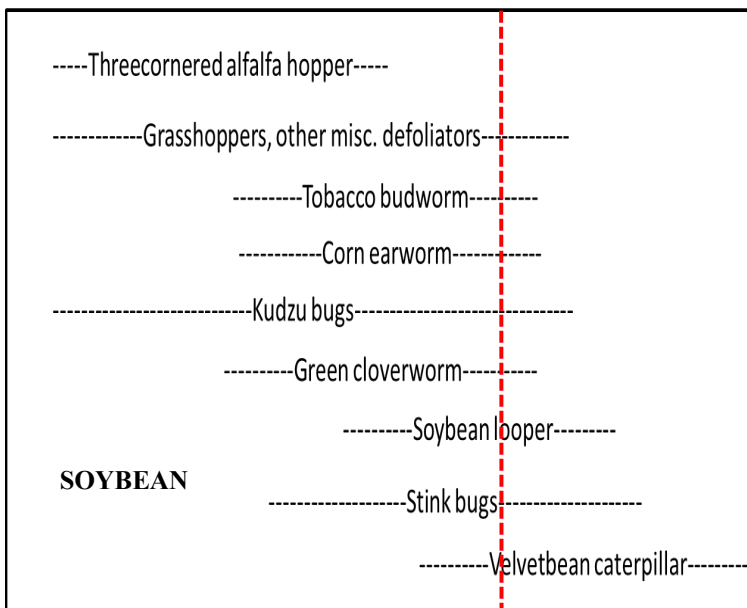 -----Threecornered alfalfa hopper-----
-------------Grasshoppers, other misc. defoliators-------------
----------Tobacco budworm----------
------------Corn earworm-------------
-----------------------------Kudzu bugs--------------------------------
----------Green cloverworm-----------
----------Soybean looper---------
SOYBEAN
--------------------Stink bugs---------------------
----------Velvetbean caterpillar---------